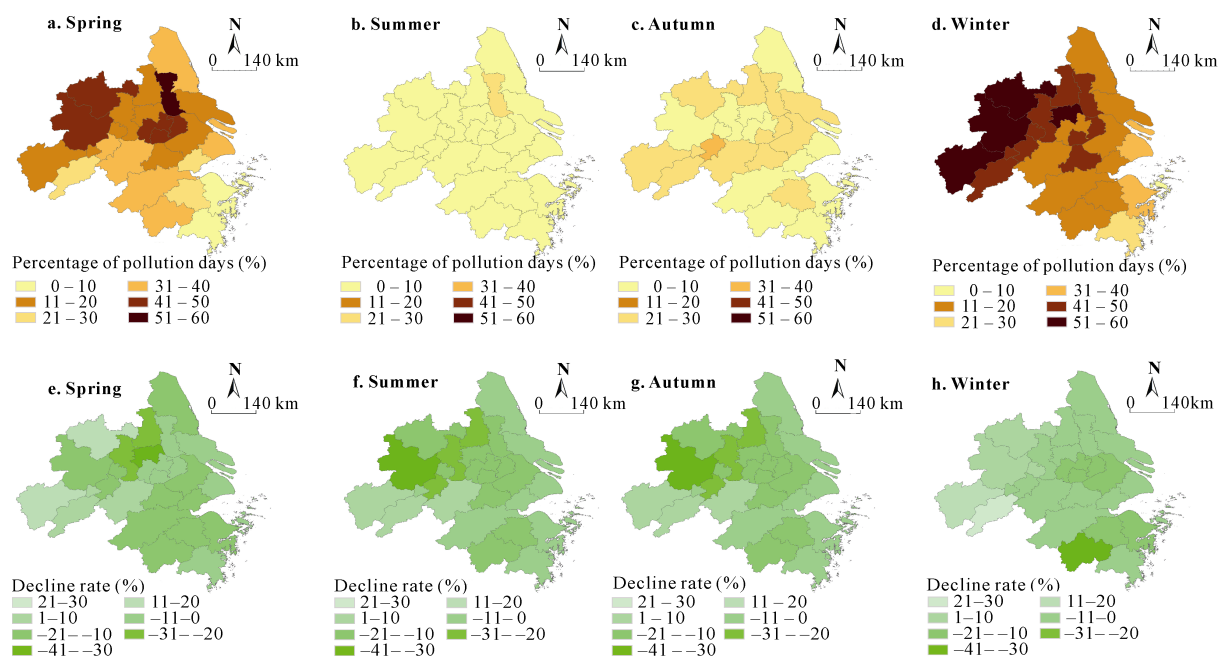 a. Spring
N
0 140 km
Percentage of pollution days (%)
0 – 10
31 – 40
11 – 20
41 – 50
21 – 30
51 – 60
b. Summer
N
0 140 km
Percentage of pollution days (%)
0 – 10
31 – 40
11 – 20
41 – 50
21 – 30
51 – 60
c. Autumn
N
0 140 km
Percentage of pollution days (%)
0 – 10
31 – 40
11 – 20
41 – 50
21 – 30
51 – 60
d. Winter
N
0 140 km
Percentage of pollution days (%)
0 – 10
31 – 40
11 – 20
41 – 50
21 – 30
51 – 60
e. Spring
N
0 140 km
Decline rate (%)
21–30
11–20
1–10
–11–0
–21– –10
–31– –20
–41– –30
f. Summer
N
0 140 km
Decline rate (%)
21–30
11–20
1–10
–11–0
–21– –10
–31– –20
–41– –30
g. Autumn
N
0 140 km
Decline rate (%)
21–30
11–20
1–10
–11–0
–21– –10
–31– –20
–41– –30
h. Winter
N
0 140km
Decline rate (%)
21–30
11–20
1–10
–11–0
–21– –10
–31– –20
–41– –30